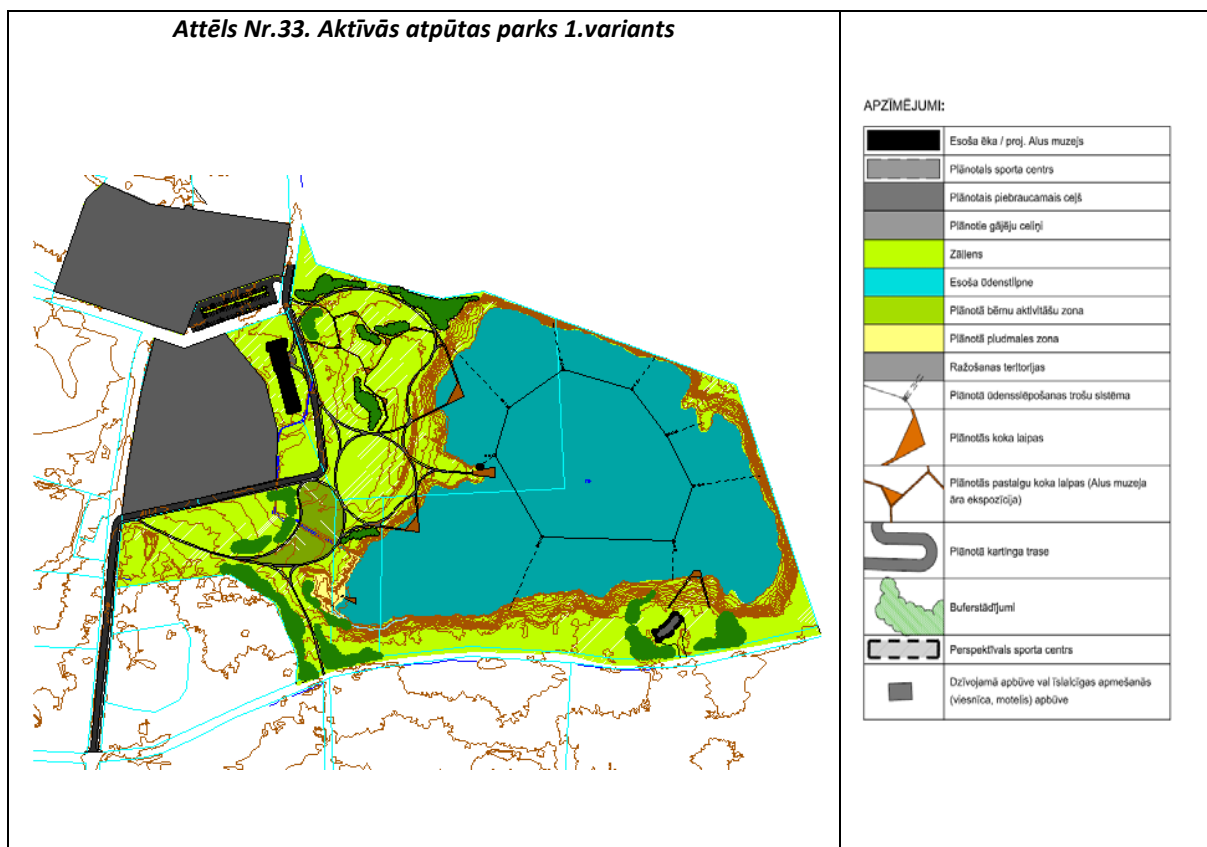 Attēls Nr.33. Aktīvās atpūtas parks 1.variants
APZĪMĒJUMI:
Esoša ēka / proj. Alus muzejs
Plānotais sporta centrs
Plānotais piebraucamais ceļš
Plānotie gājēju celiņi
Zāliens
Esoša ūdenstilpne
Plānotā bērnu aktivitāšu zona
Plānotā pludmales zona
Ražošanas teritorijas
Plānotā ūdensslēpošanas trošu sistēma
Plānotās koka laipas
Plānotās pastaigu koka laipas (Alus muzeja
āra ekspozīcija)
Plānotā kartinga trase
Buferstādījumi
Perspektīvais sporta centrs
Dzīvojamā apbūve vai īslaicīgas apmešanās
(viesnīca, motelis) apbūve